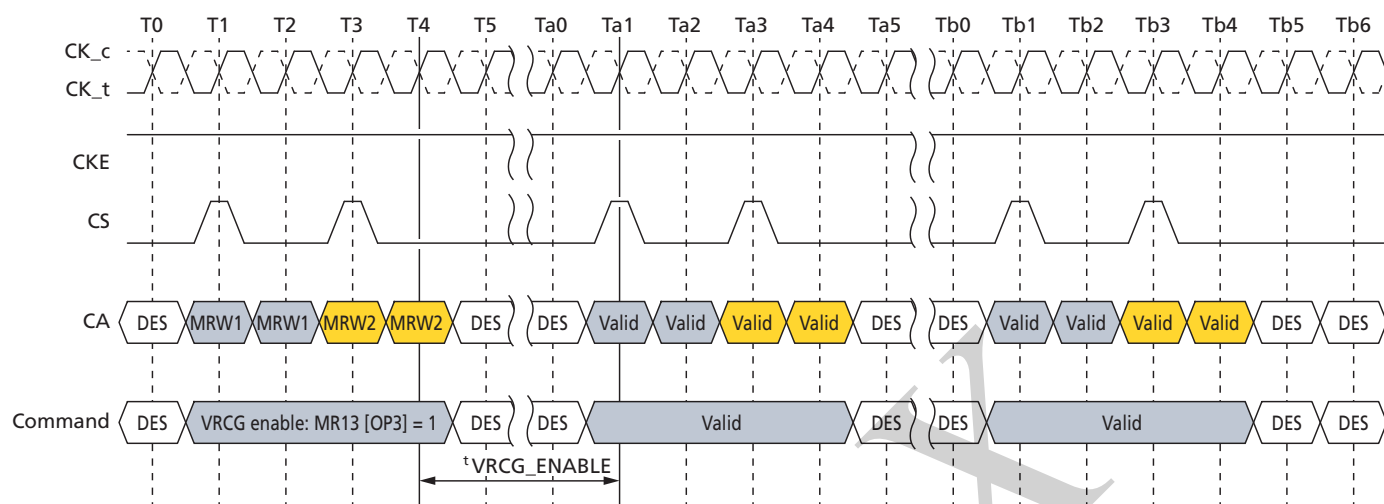 T0 T1 T2 T3 T4 T5 Ta0 Ta1 Ta2 Ta3 Ta4 Ta5 Tb0 Tb1 Tb2 Tb3 Tb4 Tb5 Tb6
CK_c
CK_t
CKE
CS
CA DES MRW1 MRW1 MRW2 MRW2 DES DES Valid Valid Valid Valid DES DES Valid Valid Valid Valid DES DES
Command DES VRCG enable: MR13 [OP3] = 1 DES DES Valid DES DES Valid DES DES
tVRCG_ENABLE